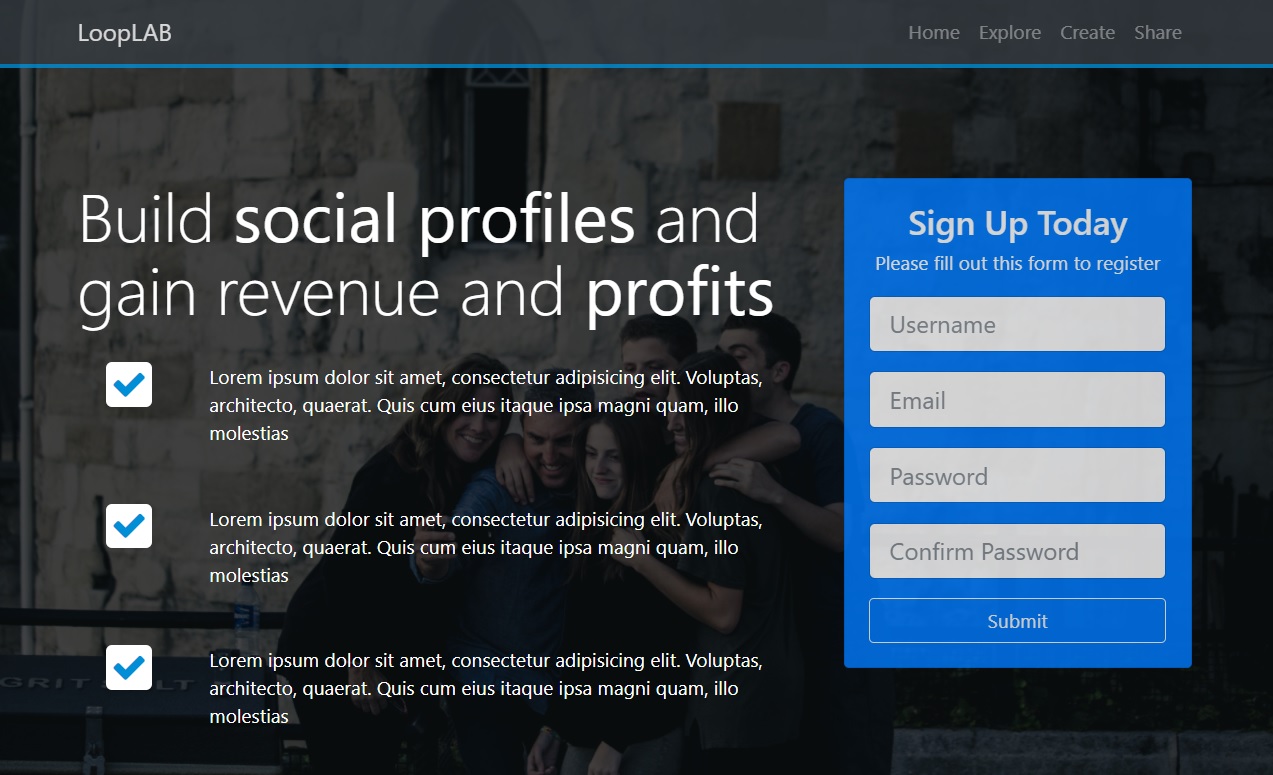 LoopLAB
Home Explore Create Share
Build social profiles and
gain revenue and profits
Lorem ipsum dolor sit amet, consectetur adipisicing elit. Voluptas,
architecto, quaerat. Quis cum eius itaque ipsa magni quam, illo
molestias
Lorem ipsum dolor sit amet, consectetur adipisicing elit. Voluptas,
architecto, quaerat. Quis cum eius itaque ipsa magni quam, illo
molestias
Lorem ipsum dolor sit amet, consectetur adipisicing elit. Voluptas,
architecto, quaerat. Quis cum eius itaque ipsa magni quam, illo
molestias
Sign Up Today
Please fill out this form to register
Username
Email
Password
Confirm Password
Submit
GRIT